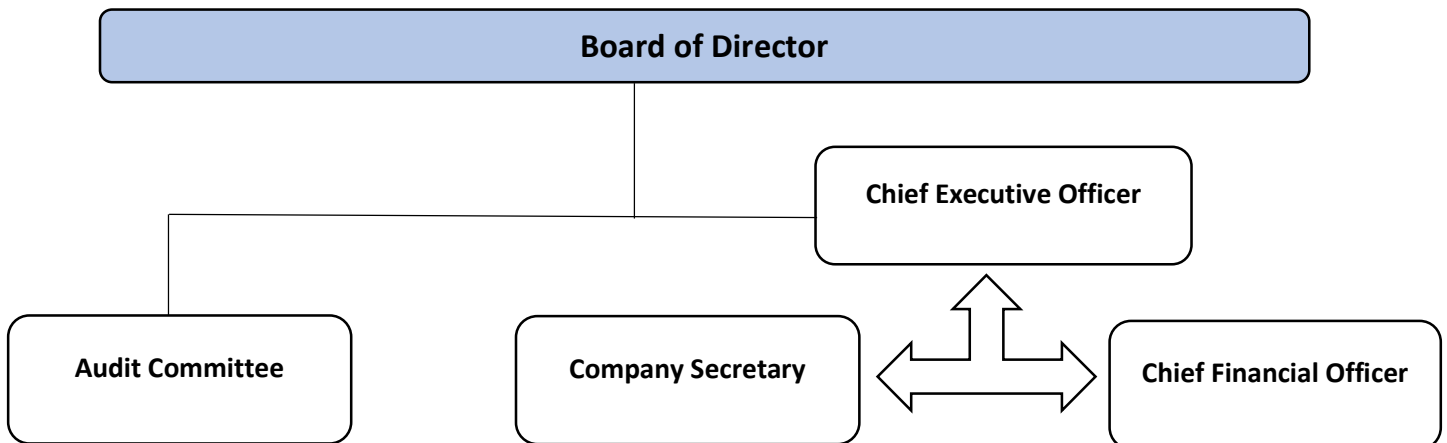 Board of Director
Chief Executive Officer
Audit Committee
Company Secretary
Chief Financial Officer